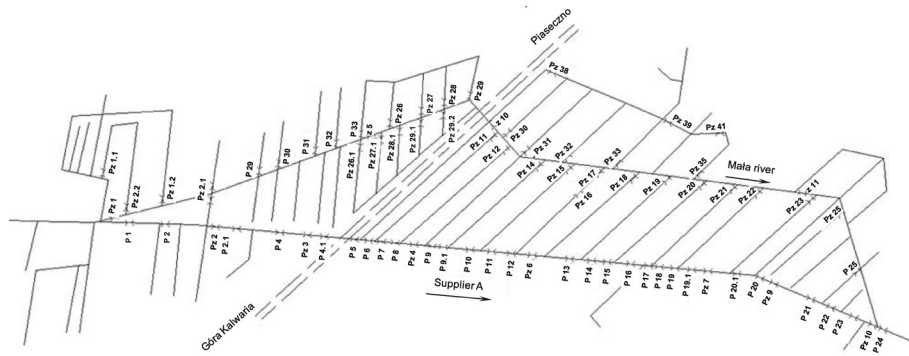 Piaseczno
Pz 38
Pz 39
Pz 41
Pz 29
Pz 28
Pz 27
Pz 26
z 5
P 33
P 32
P 31
P 30
P 29
Pz 29.2
Pz 29.1
Pz 28.1
Pz 27.1
Pz 26.1
z 10
Pz 30
Pz 11
Pz 12
Pz 31
Pz 14
Pz 32
Pz 15
Pz 33
Pz 17
Pz 16
Pz 18
Pz 19
Pz 35
Pz 20
Pz 21
Pz 22
Mała river
z 11
Pz 23
Pz 25
P 25
Pz 1.1
Pz 2.2
Pz 1.2
Pz 2.1
Pz 1
P 1
P 2
Pz 2
P 2.1
P 4
Pz 3
P 4.1
P 5
P 6
P 7
P 8
Pz 4
P 9
P 9.1
P 10
P 11
P 12
Pz 6
P 13
P 14
P 15
P 16
P 17
P 18
P 19
P 19.1
Pz 7
P 20.1
P 20
Pz 9
P 21
P 22
P 23
Pz 10
P 24
Supplier A
Góra Kalwaria